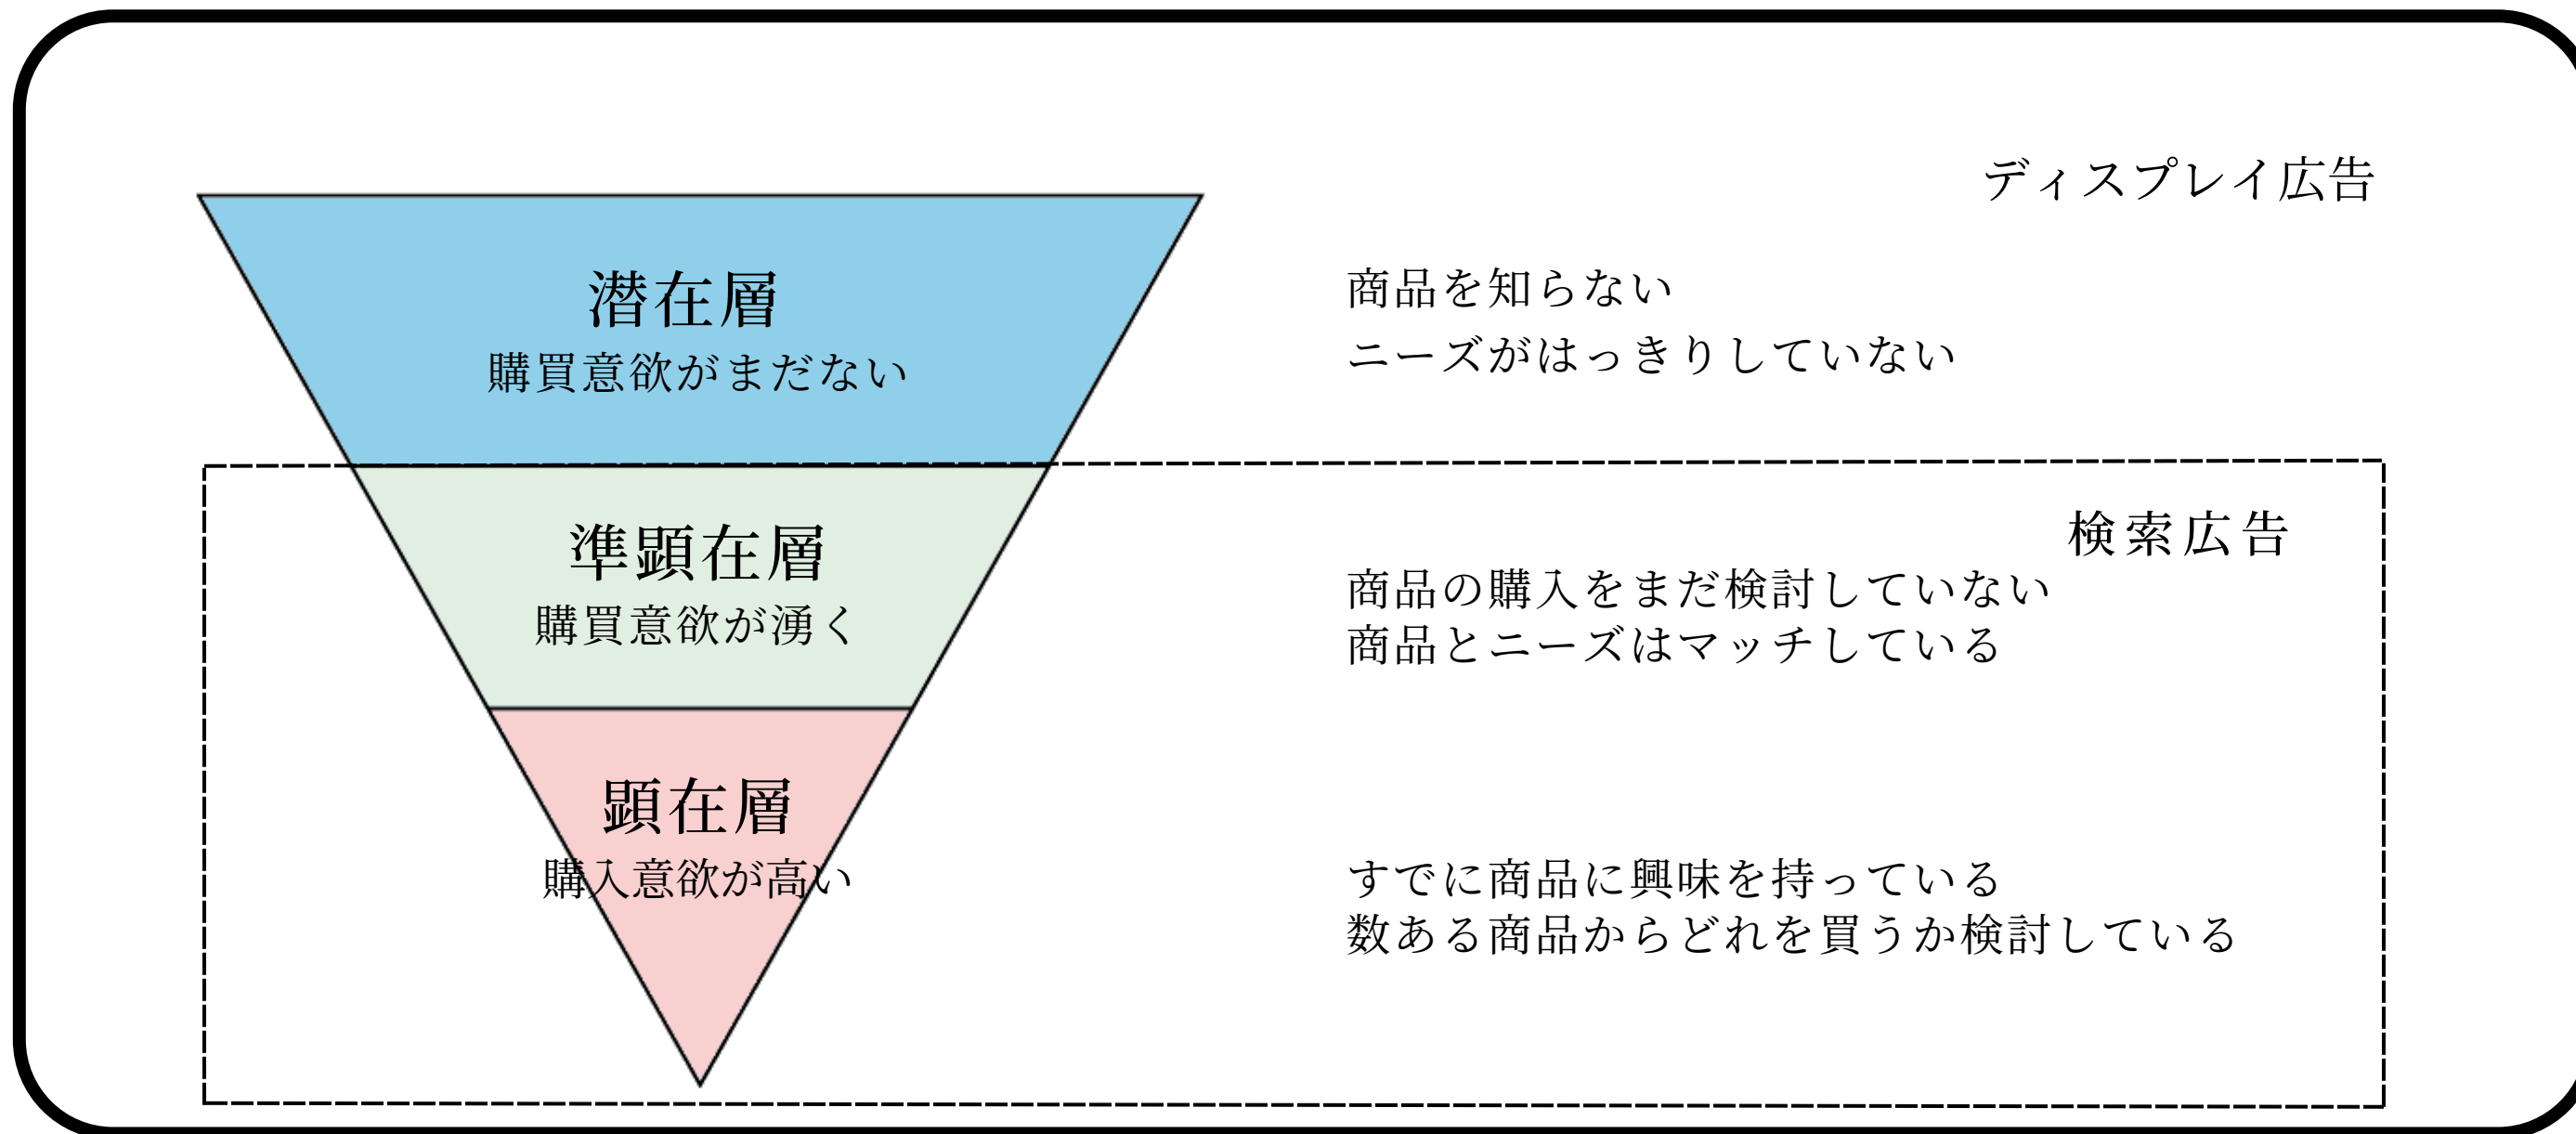 ディスプレイ広告
潜在層
購買意欲がまだない
商品を知らない
ニーズがはっきりしていない
検索広告
準顕在層
購買意欲が湧く
商品の購入をまだ検討していない
商品とニーズはマッチしている
顕在層
購入意欲が高い
すでに商品に興味を持っている
数ある商品からどれを買うか検討している